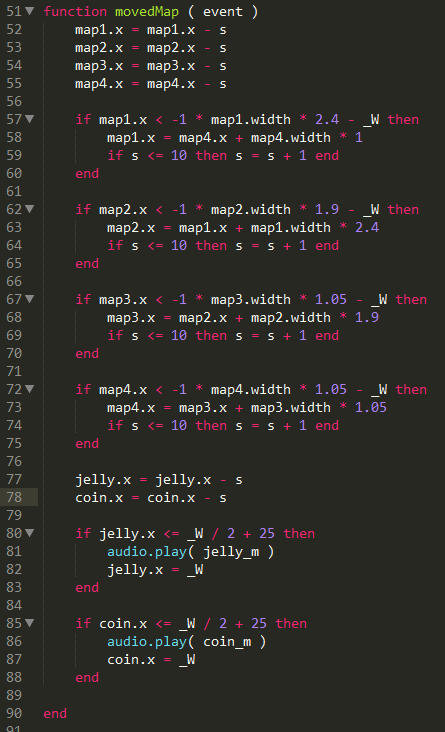 51 function movedMap ( event )
52 map1.x = map1.x - s
53 map2.x = map2.x - s
54 map3.x = map3.x - s
55 map4.x = map4.x - s
56
57 if map1.x < -1 * map1.width * 2.4 - _W then
58 map1.x = map4.x + map4.width * 1
59 if s <= 10 then s = s + 1 end
60 end
61
62 if map2.x < -1 * map2.width * 1.9 - _W then
63 map2.x = map1.x + map1.width * 2.4
64 if s <= 10 then s = s + 1 end
65 end
66
67 if map3.x < -1 * map3.width * 1.05 - _W then
68 map3.x = map2.x + map2.width * 1.9
69 if s <= 10 then s = s + 1 end
70 end
71
72 if map4.x < -1 * map4.width * 1.05 - _W then
73 map4.x = map3.x + map3.width * 1.05
74 if s <= 10 then s = s + 1 end
75 end
76
77 jelly.x = jelly.x - s
78 coin.x = coin.x - s
79
80 if jelly.x <= _W / 2 + 25 then
81 audio.play( jelly_m )
82 jelly.x = _W
83 end
84
85 if coin.x <= _W / 2 + 25 then
86 audio.play( coin_m )
87 coin.x = _W
88 end
89
90 end
91